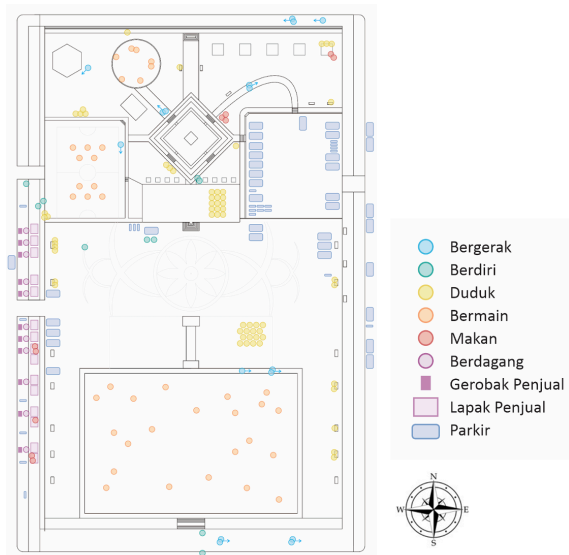 Bergerak
Berdiri
Duduk
Bermain
Makan
Berdagang
Gerobak Penjual
Lapak Penjual
Parkir
N
W E
S